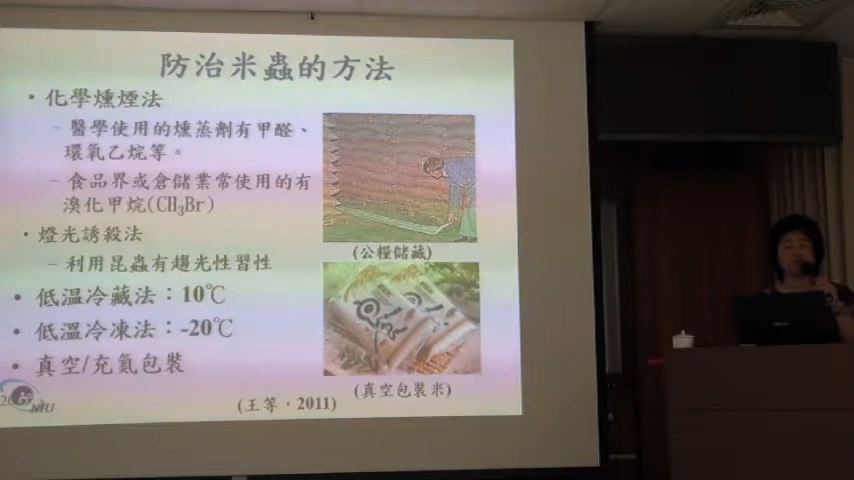 防治米蟲的方法
• 化學燻煙法
– 醫學使用的燻蒸劑有甲醛、
環氧乙烷等。
– 食品界或倉儲業常使用的有
溴化甲烷(CH₃Br)
• 燈光誘殺法
– 利用昆蟲有趨光性習性
• 低溫冷藏法：10℃
• 低溫冷凍法：-20℃
• 真空/充氮包裝
(公糧儲藏)
(真空包裝米)
(王等，2011)
NIU